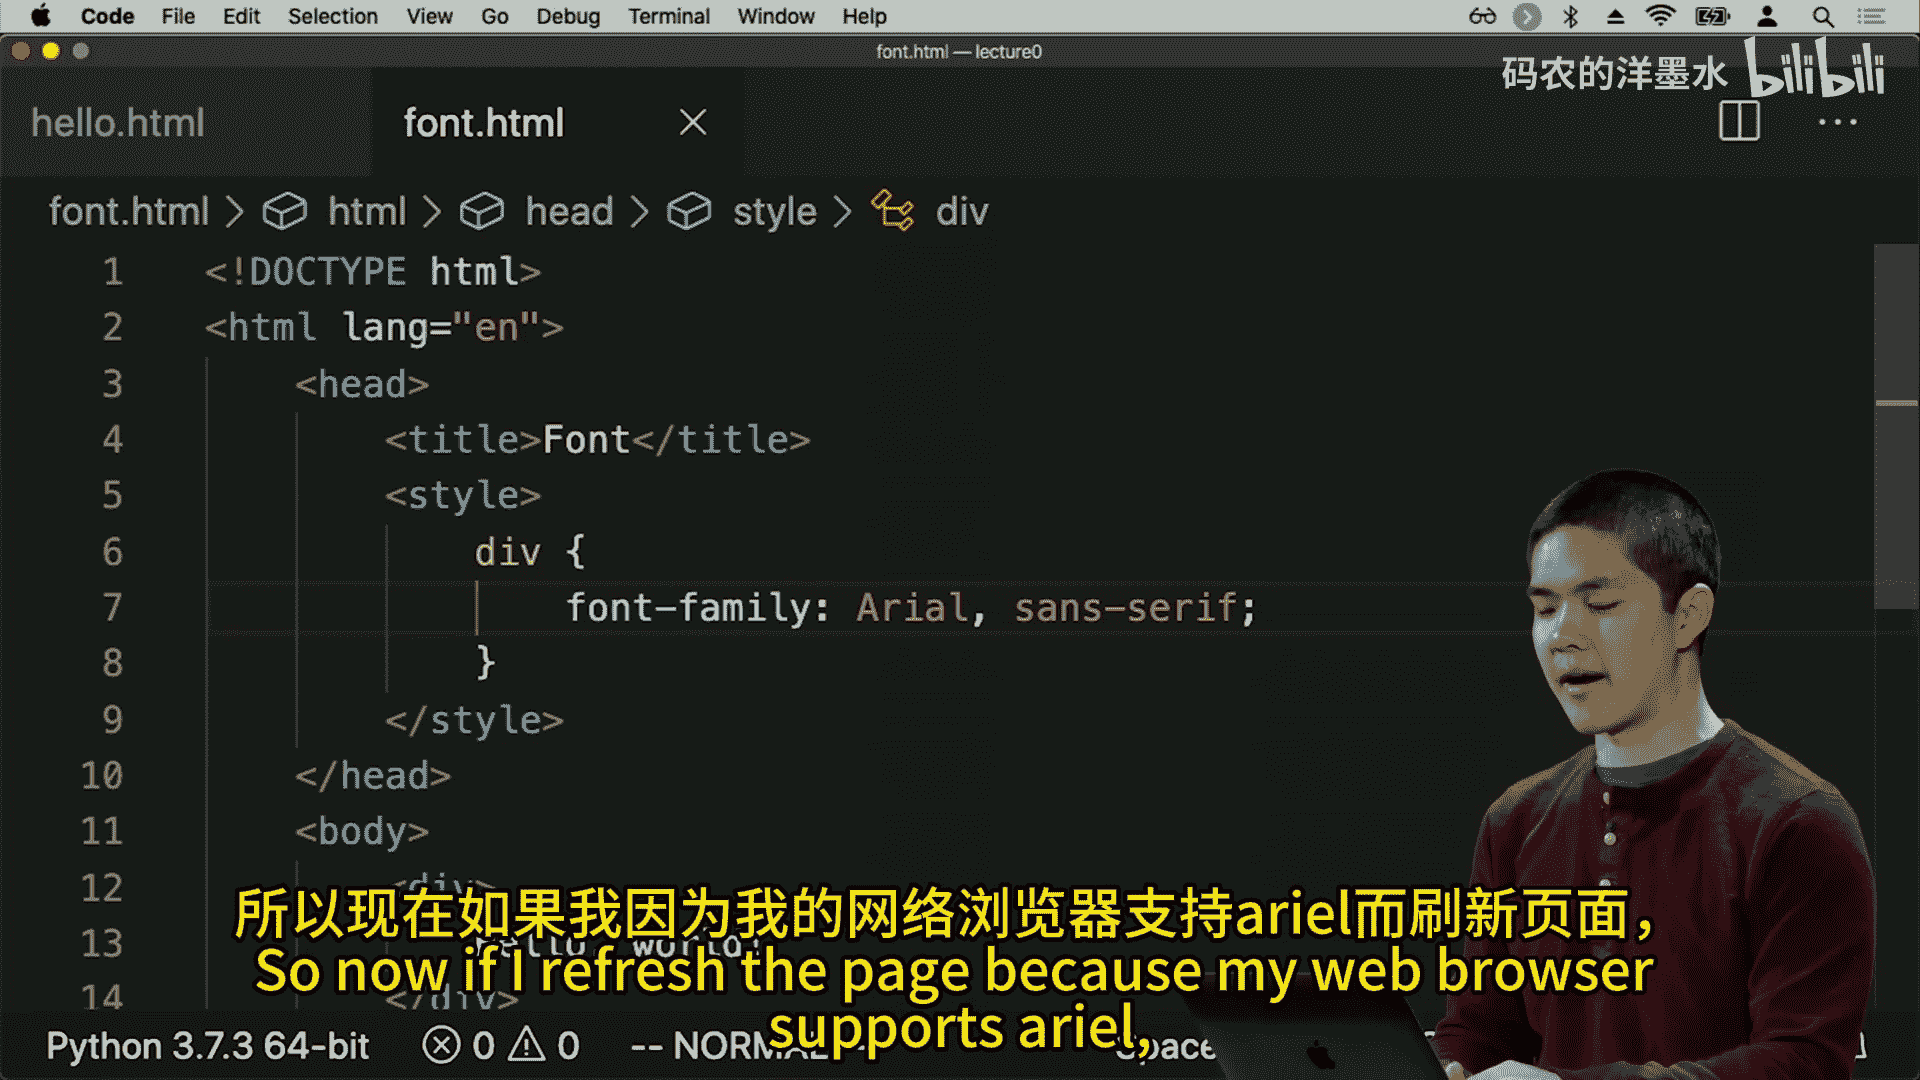 Code File Edit Selection View Go Debug Terminal Window Help
font.html — lecture0
码农的洋墨水 bilibili
hello.html font.html
font.html > html > head > style > div
1 <!DOCTYPE html>
2 <html lang="en">
3 <head>
4 <title>Font</title>
5 <style>
6 div {
7 font-family: Arial, sans-serif;
8 }
9 </style>
10 </head>
11 <body>
12 <div>
13 Hello, world!
14 </div>
所以现在如果我因为我的网络浏览器支持ariel而刷新页面，
So now if I refresh the page because my web browser
supports ariel,
Python 3.7.3 64-bit 0 0 -- NORMAL --